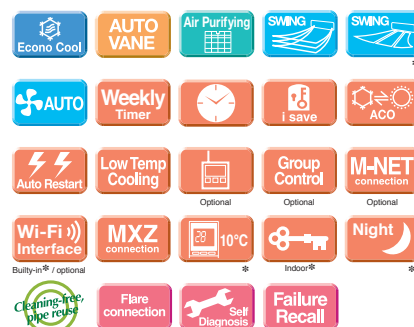 Econo Cool
AUTO
VANE
Air Purifying
SWING
SWING
*
AUTO
Weekly
Timer
i save
ACO
Auto Restart
Low Temp
Cooling
Optional
Group
Control
Optional
M-NET
connection
Optional
Wi-Fi
Interface
Builty-in* / optional
MXZ
connection
28
10°C
*
Indoor*
Night
*
Cleaning-free,
pipe reuse
Flare
connection
Self
Diagnosis
Failure
Recall